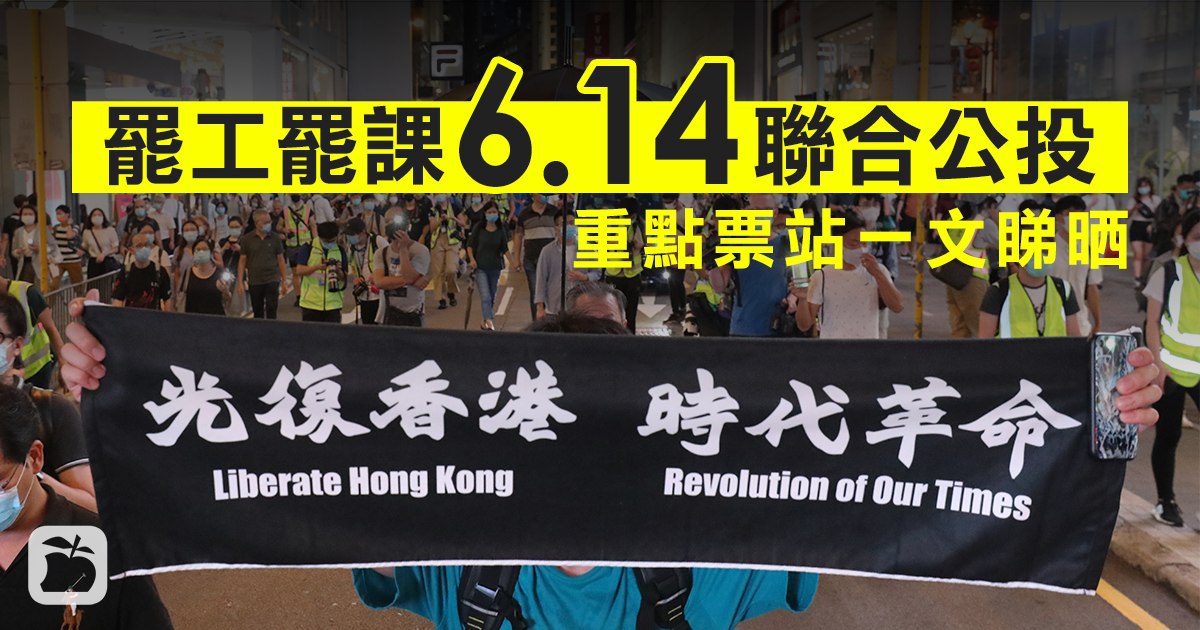 罷工罷課6.14聯合公投
重點票站一文睇晒
光復香港 時代革命
Liberate Hong Kong Revolution of Our Times